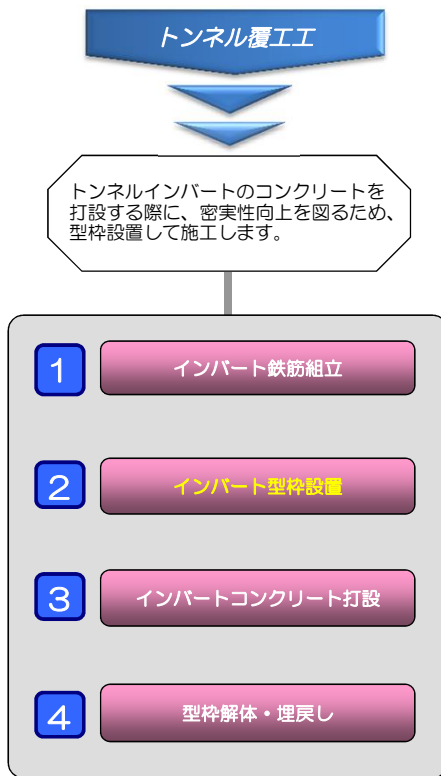 トンネル覆工工
トンネルインバートのコンクリートを
打設する際に、密実性向上を図るため、
型枠設置して施工します。
1
インバート鉄筋組立
2
インバート型枠設置
3
インバートコンクリート打設
4
型枠解体・埋戻し